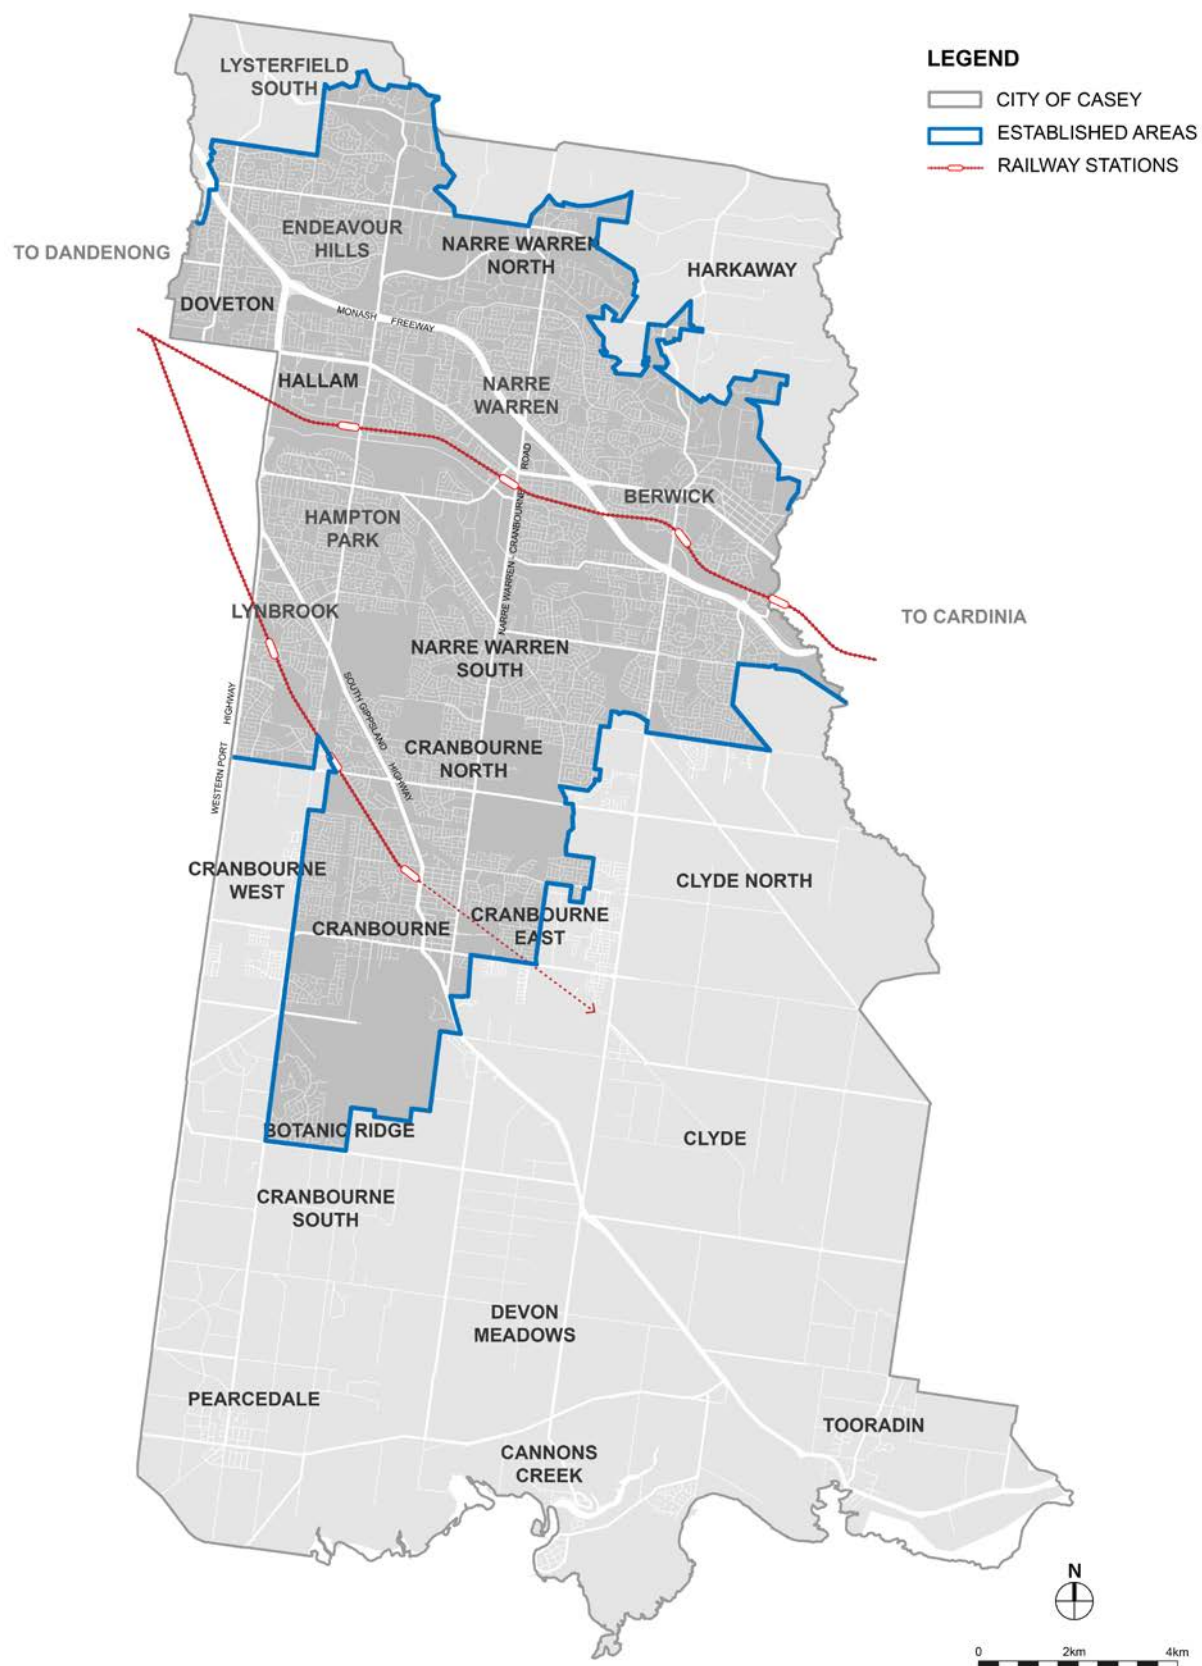 LYSTERFIELD
SOUTH
LEGEND
CITY OF CASEY
ESTABLISHED AREAS
RAILWAY STATIONS
ENDEAVOUR
HILLS
NARRE WARREN
NORTH
TO DANDENONG
HARKAWAY
DOVETON
MONASH FREEWAY
HALLAM
NARRE
WARREN
NARRE WARREN CRANBOURNE ROAD
BERWICK
HAMPTON
PARK
LYNBROOK
TO CARDINIA
NARRE WARREN
SOUTH
SOUTH GIPPSLAND HIGHWAY
WESTERN PORT HIGHWAY
CRANBOURNE
NORTH
CRANBOURNE
WEST
CLYDE NORTH
CRANBOURNE
CRANBOURNE
EAST
BOTANIC RIDGE
CLYDE
CRANBOURNE
SOUTH
DEVON
MEADOWS
PEARCEDALE
TOORADIN
CANNONS
CREEK
N
0 2km 4km